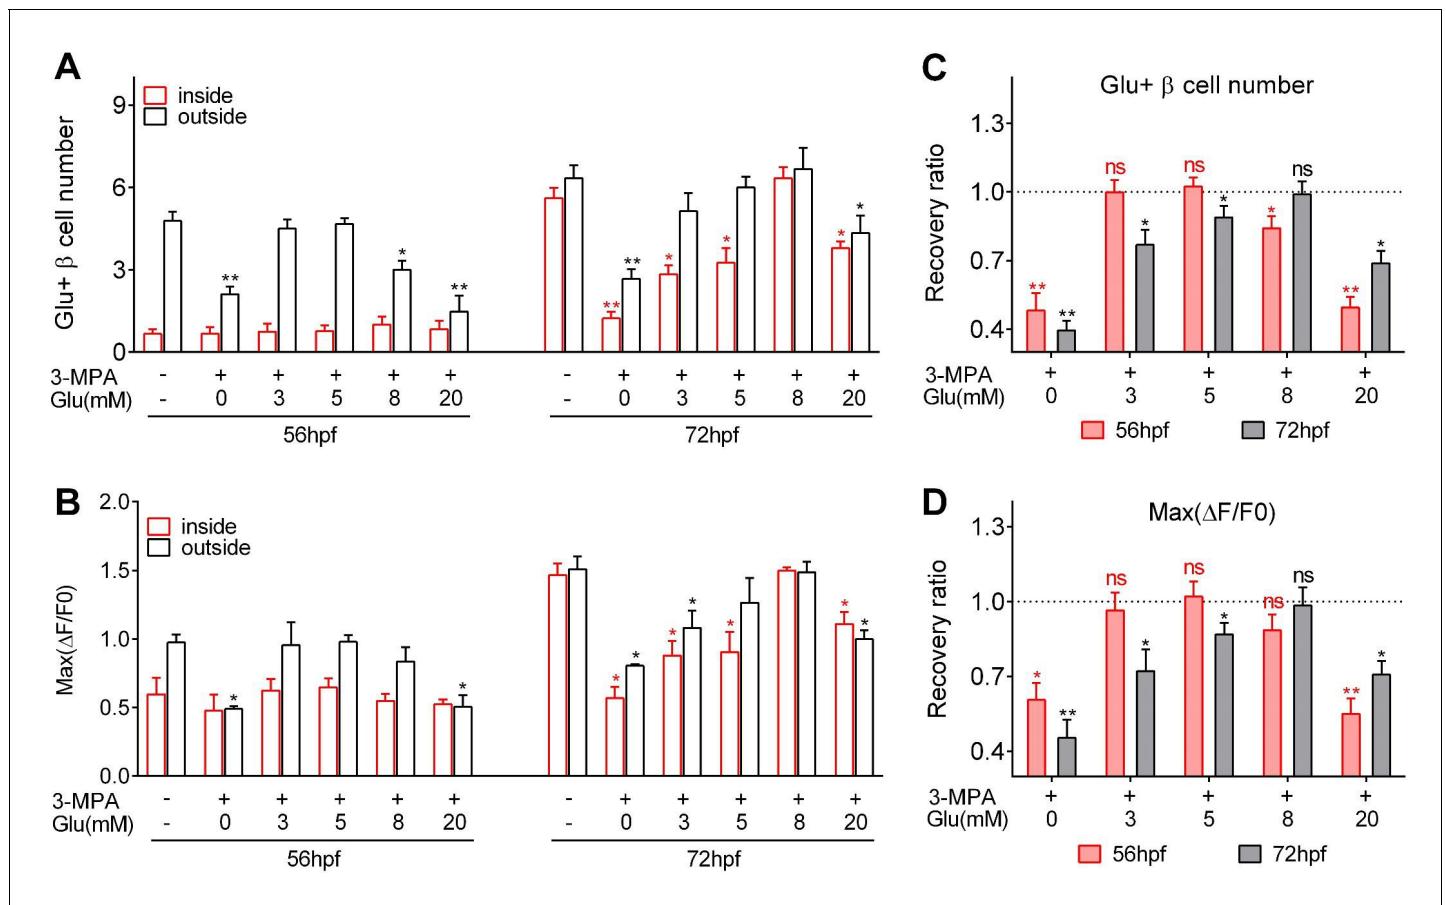 A
inside
outside
Glu+ β cell number
9
6
3
0
** * **
** ** * * * *
3-MPA - + + + + + - + + + + +
Glu(mM) - 0 3 5 8 20 - 0 3 5 8 20
56hpf 72hpf
B
inside
outside
Max(ΔF/F0)
2.0
1.5
1.0
0.5
0.0
* *
* * * * * * *
3-MPA - + + + + + - + + + + +
Glu(mM) - 0 3 5 8 20 - 0 3 5 8 20
56hpf 72hpf
C
Glu+ β cell number
Recovery ratio
1.3
1.0
0.7
0.4
** ** ns * ns * * ns ** *
3-MPA + + + + +
Glu(mM) 0 3 5 8 20
56hpf 72hpf
D
Max(ΔF/F0)
Recovery ratio
1.3
1.0
0.7
0.4
* ** ns * ns * ns ns ** *
3-MPA + + + + +
Glu(mM) 0 3 5 8 20
56hpf 72hpf